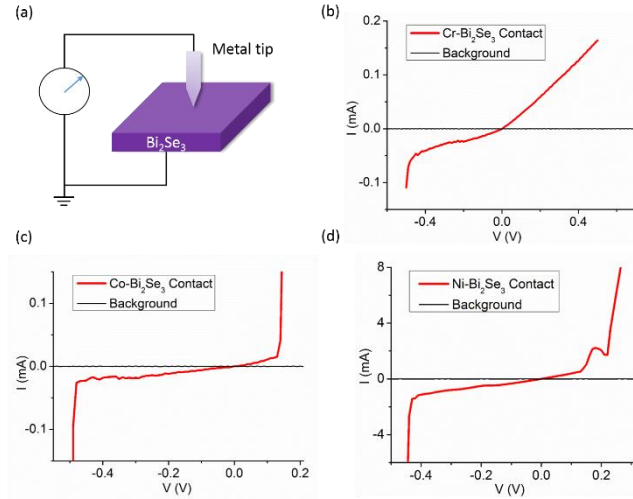 (a)
Metal tip
Bi₂Se₃
(b)
Cr-Bi₂Se₃ Contact
Background
I (mA)
0.2
0.1
0.0
-0.1
-0.4
0.0
0.4
V (V)
(c)
Co-Bi₂Se₃ Contact
Background
I (mA)
0.1
0.0
-0.1
-0.4
-0.2
0.0
0.2
V (V)
(d)
Ni-Bi₂Se₃ Contact
Background
I (mA)
8
4
0
-4
-0.4
-0.2
0.0
0.2
V (V)